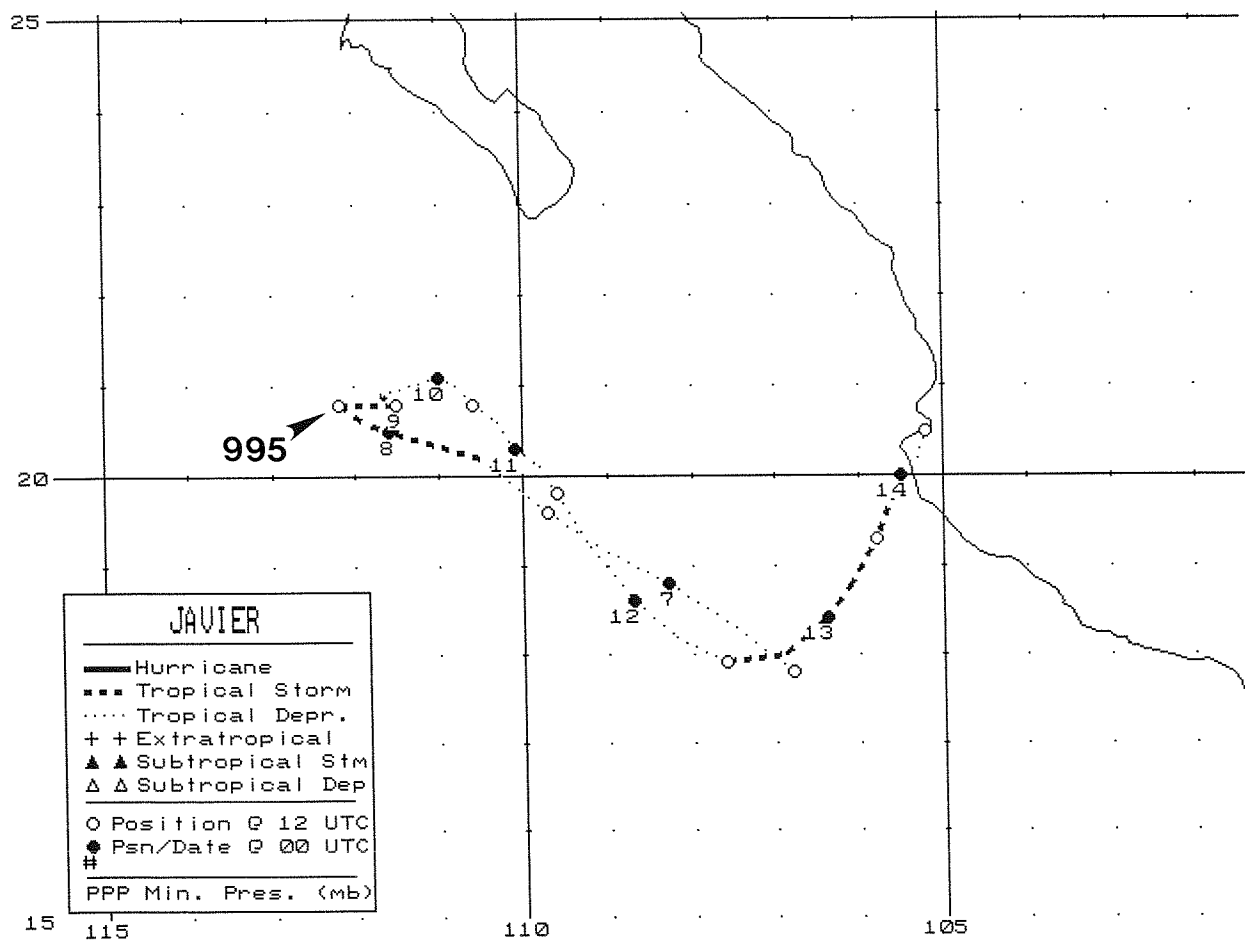 25
10
9
8
995
11
20
14
7
12
13
JAVIER
Hurricane
Tropical Storm
Tropical Depr.
+ + Extratropical
Subtropical Stm
Subtropical Dep
Position @ 12 UTC
Psn/Date @ 00 UTC
#
PPP Min. Pres. (mb)
15
115
110
105